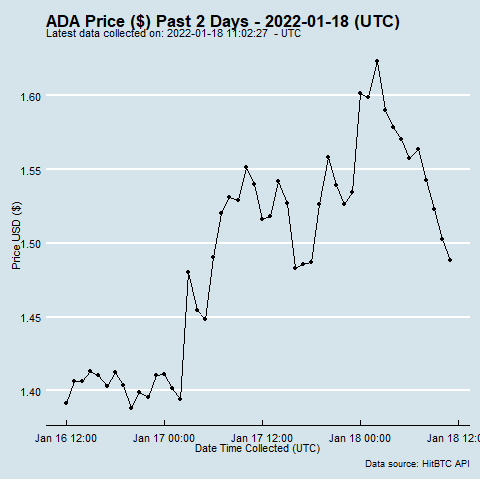 ADA Price ($) Past 2 Days - 2022-01-18 (UTC)
Latest data collected on: 2022-01-18 11:02:27  - UTC
Price USD ($)
1.60
1.55
1.50
1.45
1.40
Jan 16 12:00 Jan 17 00:00 Jan 17 12:00 Jan 18 00:00 Jan 18 12:00
Date Time Collected (UTC)
Data source: HitBTC API